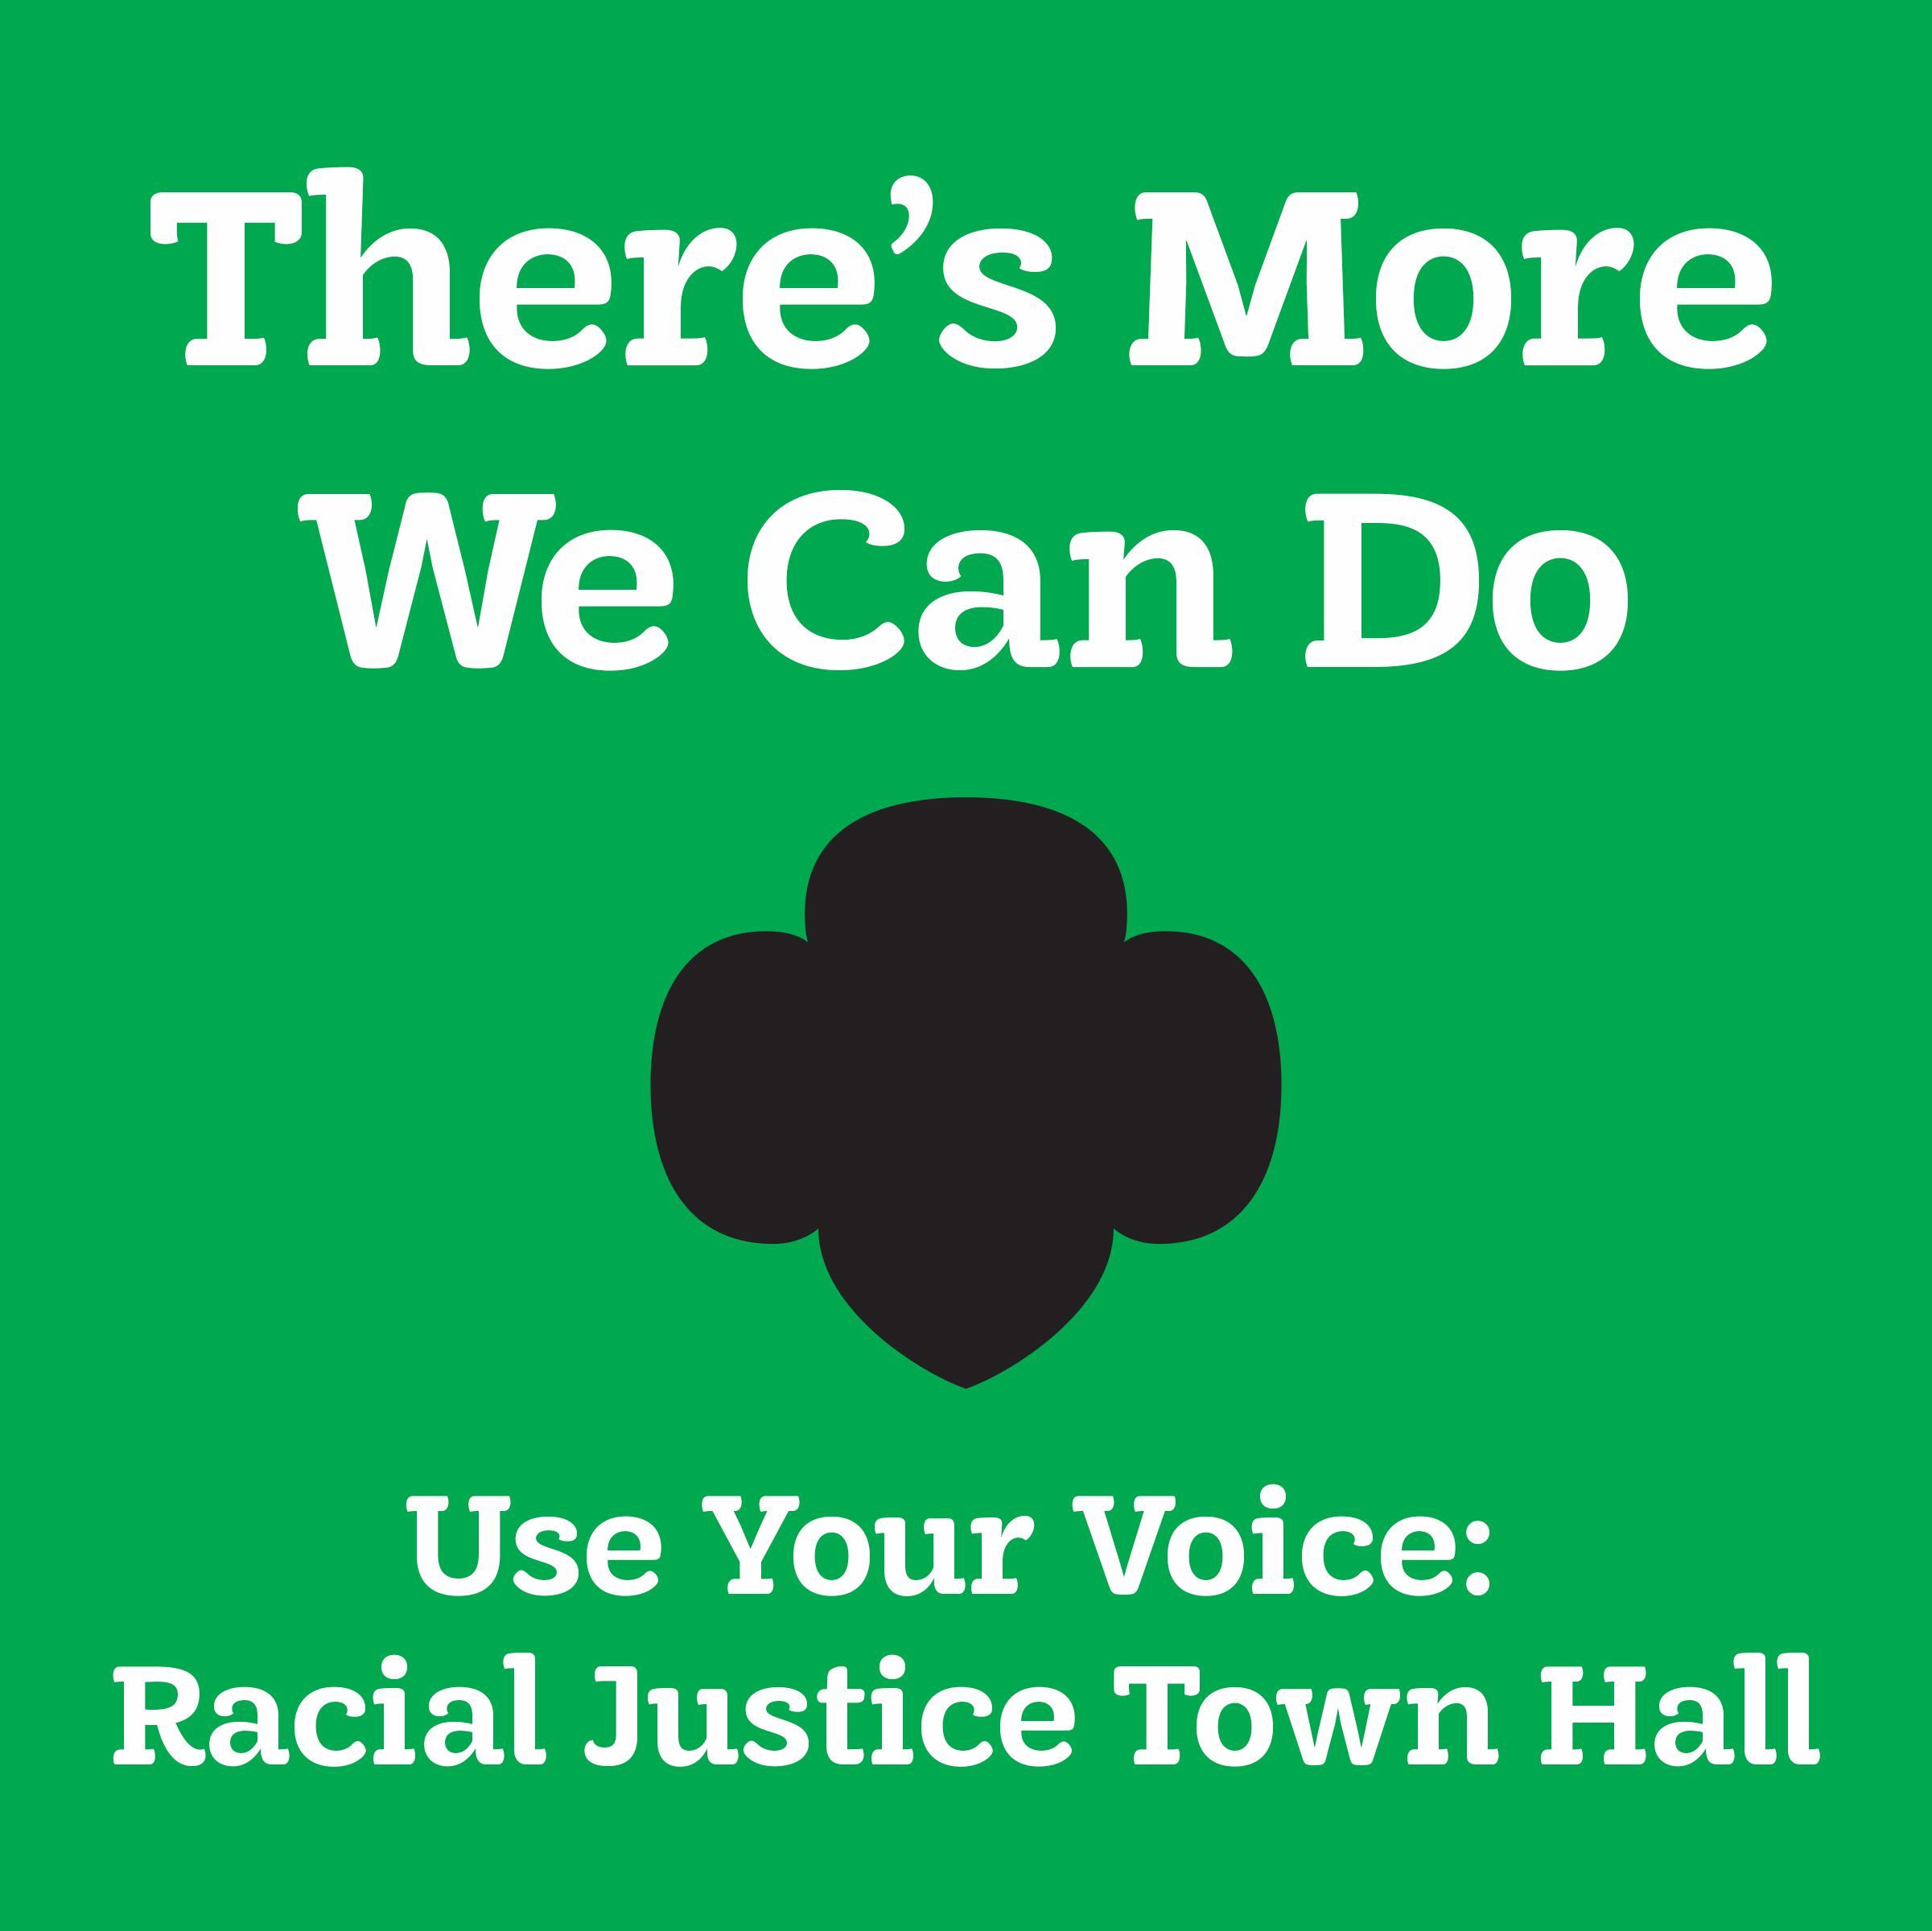 There’s More
We Can Do
Use Your Voice:
Racial Justice Town Hall